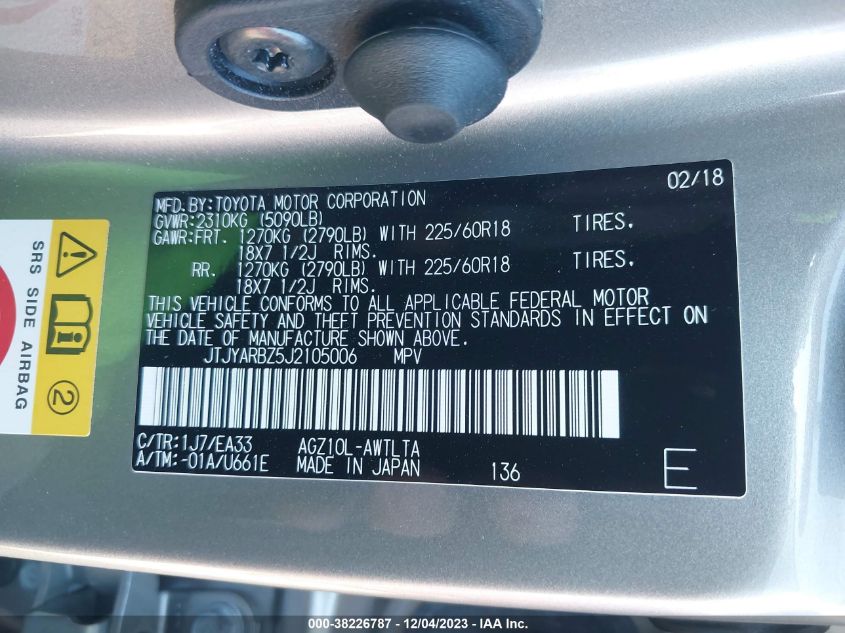 02/18
MFD. BY: TOYOTA MOTOR CORPORATION
GVWR: 2310KG (5090LB)
GAWR: FRT. 1270KG (2790LB) WITH 225/60R18 TIRES.
18X7 1/2J RIMS.
RR. 1270KG (2790LB) WITH 225/60R18 TIRES.
18X7 1/2J RIMS.
THIS VEHICLE CONFORMS TO ALL APPLICABLE FEDERAL MOTOR
VEHICLE SAFETY AND THEFT PREVENTION STANDARDS IN EFFECT ON
THE DATE OF MANUFACTURE SHOWN ABOVE.
JTJYARBZ5J2105006 MPV
C/TR: 1J7/EA33 AGZ10L-AWTLTA
A/TM: -01A/U661E MADE IN JAPAN 136 E
SRS SIDE AIRBAG
2
000-38226787 - 12/04/2023 - IAA Inc.